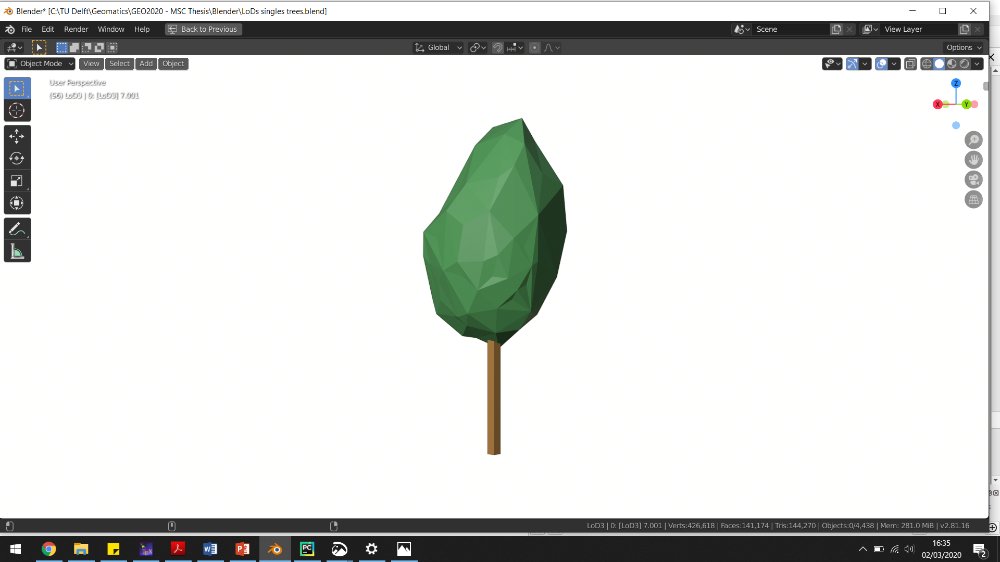 Blender* [C:\TU Delft\Geomatics\GEO2020 - MSC Thesis\Blender\LoDs singles trees.blend]
File Edit Render Window Help Back to Previous Scene View Layer
Global Options
Object Mode View Select Add Object
User Perspective
(96) LoD3 | 0: [LoD3] 7.001
Z
X Y
LoD3 | 0: [LoD3] 7.001 | Verts:426,618 | Faces:141,174 | Tris:144,270 | Objects:0/4,438 | Mem: 281.0 MiB | v2.81.16
TEX W P PC
16:35
02/03/2020
2